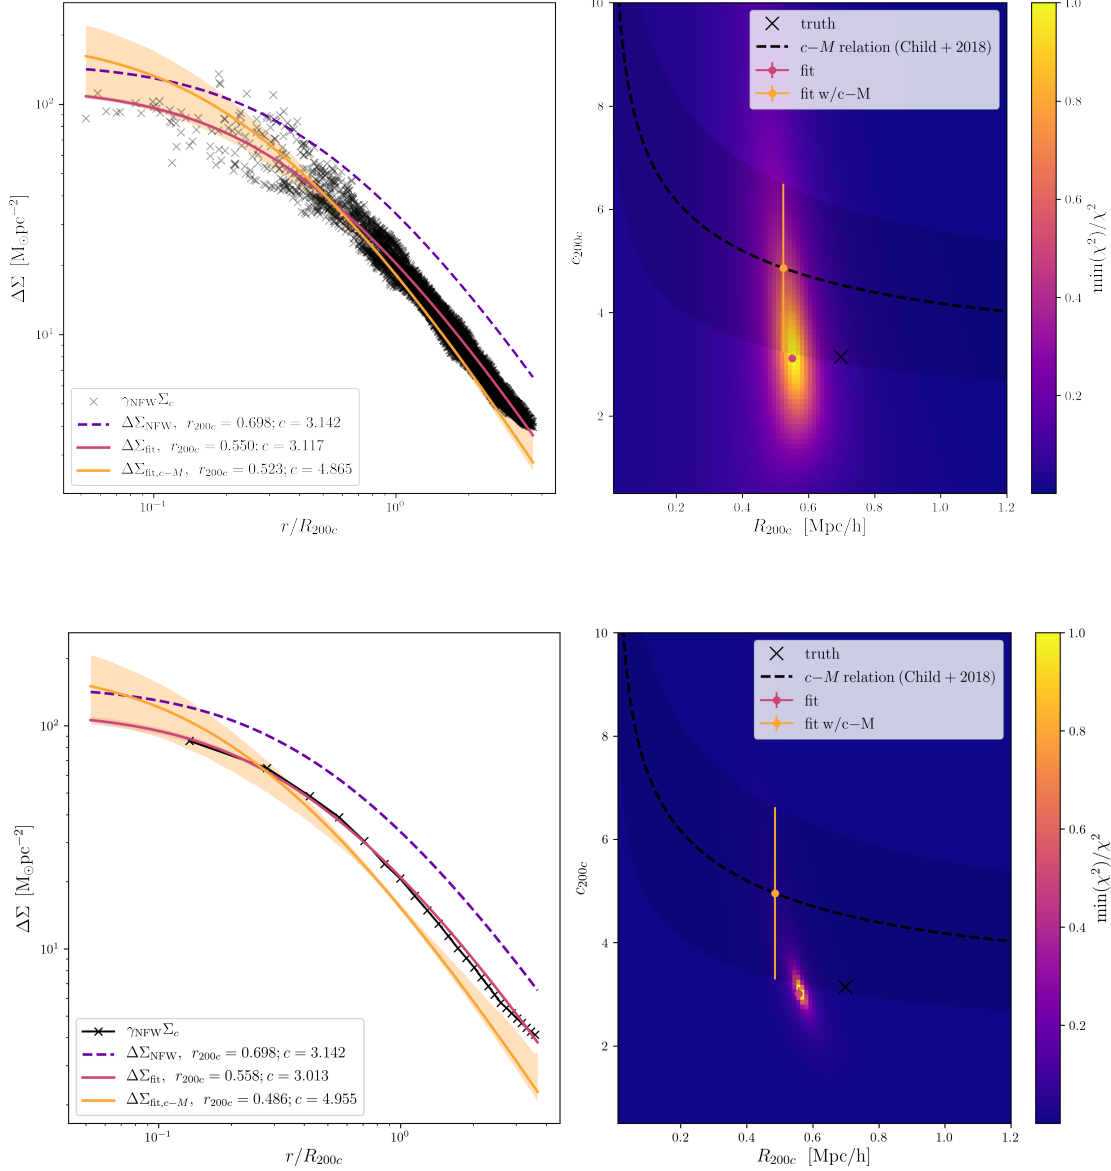 10²
10¹
10⁻¹
10⁰
ΔΣ [M⊙pc⁻²]
r/R200c
γNFWΣc
ΔΣNFW, r200c = 0.698; c = 3.142
ΔΣfit, r200c = 0.550; c = 3.117
ΔΣfit,c−M, r200c = 0.523; c = 4.865
10
8
6
4
2
c200c
0.2 0.4 0.6 0.8 1.0 1.2
R200c [Mpc/h]
truth
c−M relation (Child + 2018)
fit
fit w/c−M
1.0
0.8
0.6
0.4
0.2
min(χ²)/χ²
10²
10¹
10⁻¹
10⁰
ΔΣ [M⊙pc⁻²]
r/R200c
γNFWΣc
ΔΣNFW, r200c = 0.698; c = 3.142
ΔΣfit, r200c = 0.558; c = 3.013
ΔΣfit,c−M, r200c = 0.486; c = 4.955
10
8
6
4
2
c200c
0.2 0.4 0.6 0.8 1.0 1.2
R200c [Mpc/h]
truth
c−M relation (Child + 2018)
fit
fit w/c−M
1.0
0.8
0.6
0.4
0.2
min(χ²)/χ²